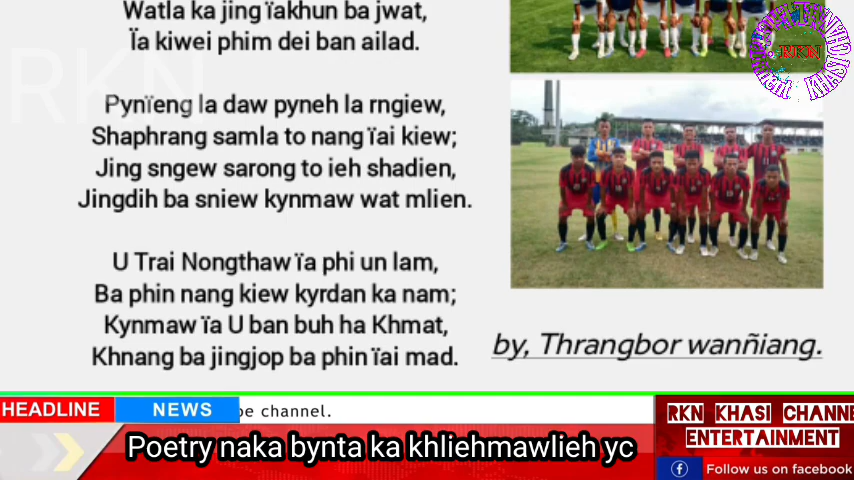 Watla ka jing ïakhun ba jwat,
Ïa kiwei phim dei ban ailad.
Pynïeng la daw pyneh la rngiew,
Shaphrang samla to nang ïai kiew;
Jing sngew sarong to ieh shadien,
Jingdih ba sniew kynmaw wat mlien.
U Trai Nongthaw ïa phi un lam,
Ba phin nang kiew kyrdan ka nam;
Kynmaw ïa U ban buh ha Khmat,
Khnang ba jingjop ba phin ïai mad.
by, Thrangbor wanñiang.
RKN
RKN
HEADLINE NEWS
channel.
Poetry naka bynta ka khliehmawlieh yc
RKN KHASI CHANNE
ENTERTAINMENT
Follow us on facebook